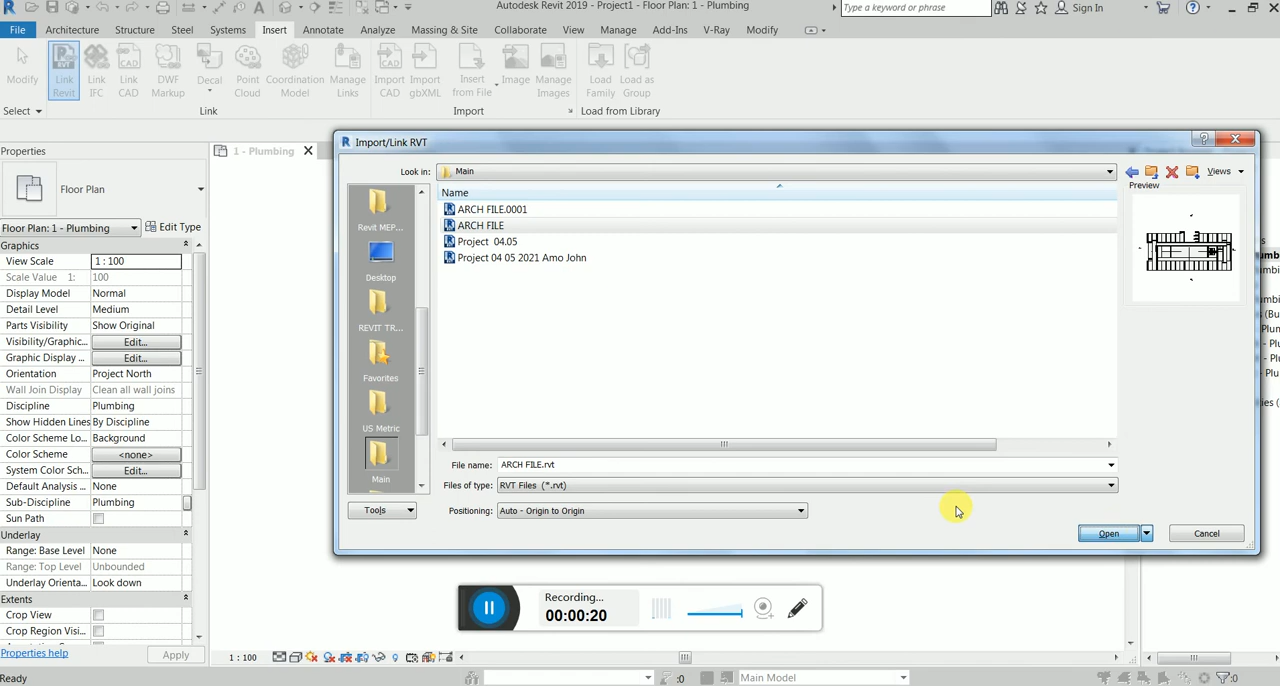 Autodesk Revit 2019 - Project1 - Floor Plan: 1 - Plumbing
Type a keyword or phrase
Sign In
File Architecture Structure Steel Systems Insert Annotate Analyze Massing & Site Collaborate View Manage Add-Ins V-Ray Modify
Modify
Link Revit
Link IFC
Link CAD
DWF Markup
Decal
Point Cloud
Coordination Model
Manage Links
Import CAD
Import gbXML
Insert from File
Image
Manage Images
Load Family
Load as Group
Select Link Import Load from Library
Properties
1 - Plumbing
Floor Plan
Floor Plan: 1 - Plumbing
Edit Type
Graphics
View Scale 1 : 100
Scale Value 1: 100
Display Model Normal
Detail Level Medium
Parts Visibility Show Original
Visibility/Graphic... Edit...
Graphic Display ... Edit...
Orientation Project North
Wall Join Display Clean all wall joins
Discipline Plumbing
Show Hidden Lines By Discipline
Color Scheme Lo... Background
Color Scheme <none>
System Color Sch... Edit...
Default Analysis ... None
Sub-Discipline Plumbing
Sun Path
Underlay
Range: Base Level None
Range: Top Level Unbounded
Underlay Orienta... Look down
Extents
Crop View
Crop Region Visi...
Properties help
Apply
Import/Link RVT
Look in: Main
Views
Preview
Name
ARCH FILE.0001
ARCH FILE
Project 04.05
Project 04 05 2021 Amo John
Revit MEP...
Desktop
REVIT TR...
Favorites
US Metric
Main
File name: ARCH FILE.rvt
Files of type: RVT Files (*.rvt)
Tools
Positioning: Auto - Origin to Origin
Open
Cancel
Recording...
00:00:20
1 : 100
Ready
:0
Main Model
:0